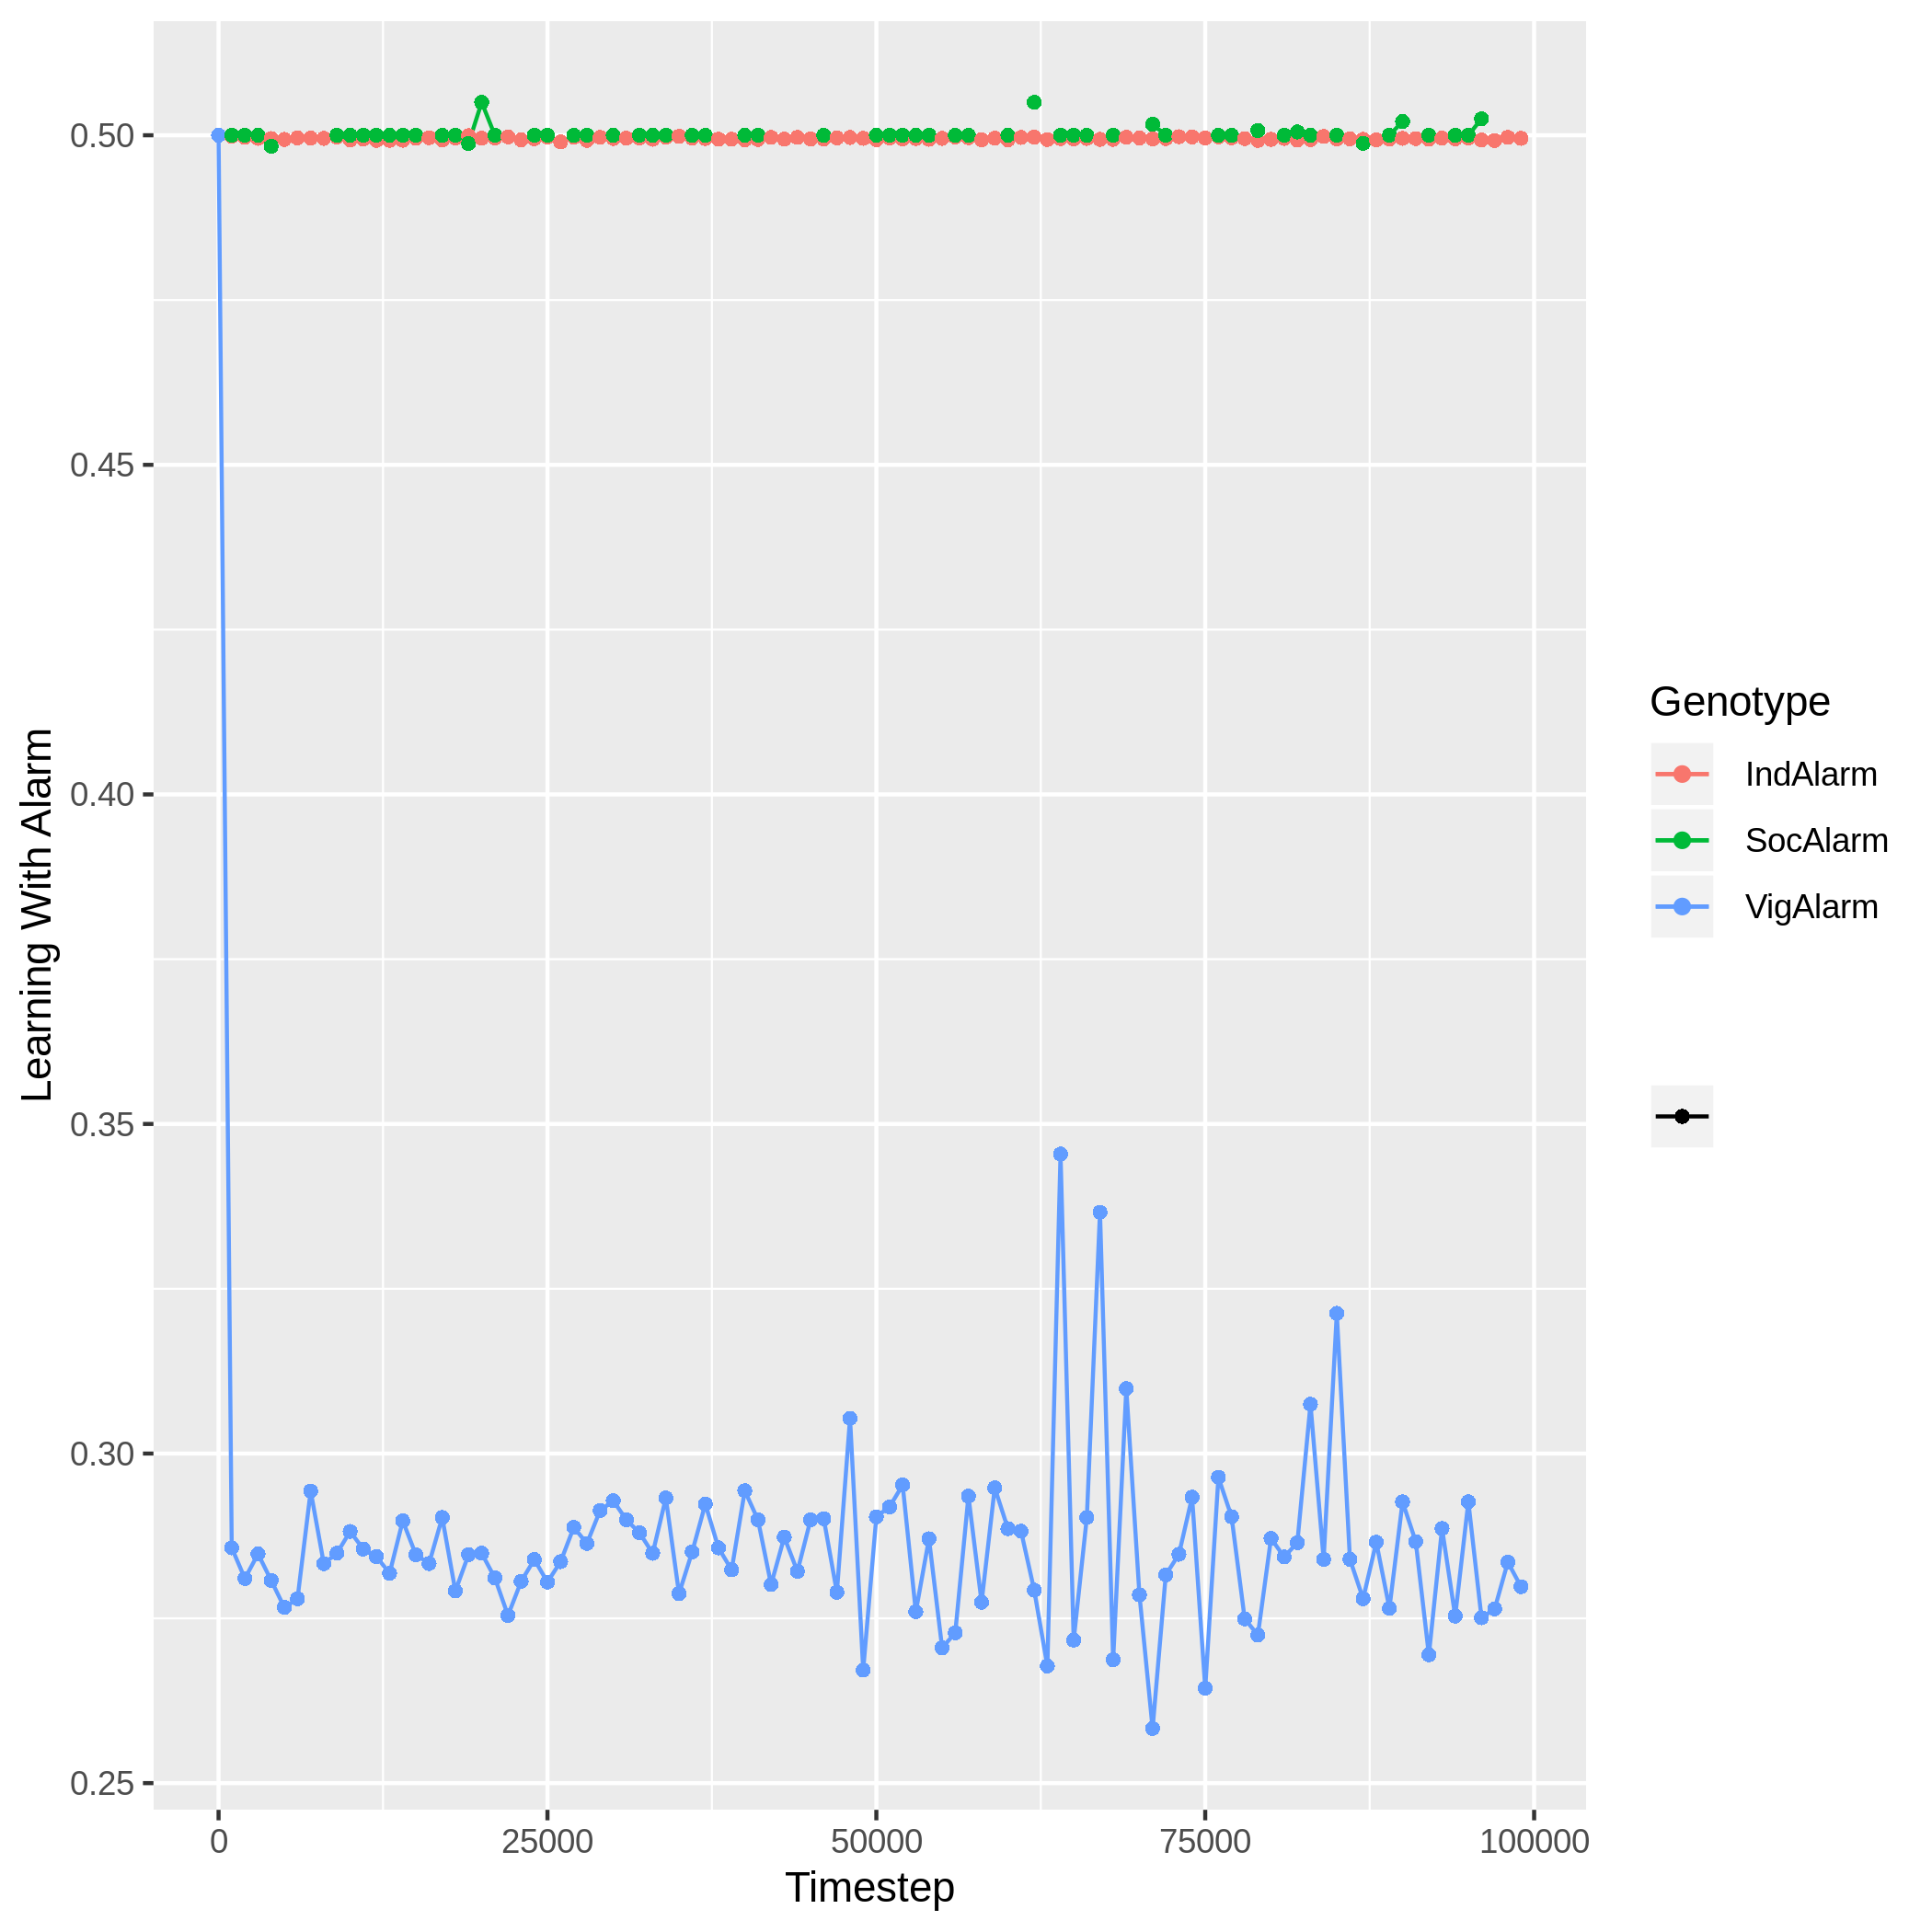 0.50
0.45
0.40
0.35
0.30
0.25
Learning With Alarm
0 25000 50000 75000 100000
Timestep
Genotype
IndAlarm
SocAlarm
VigAlarm